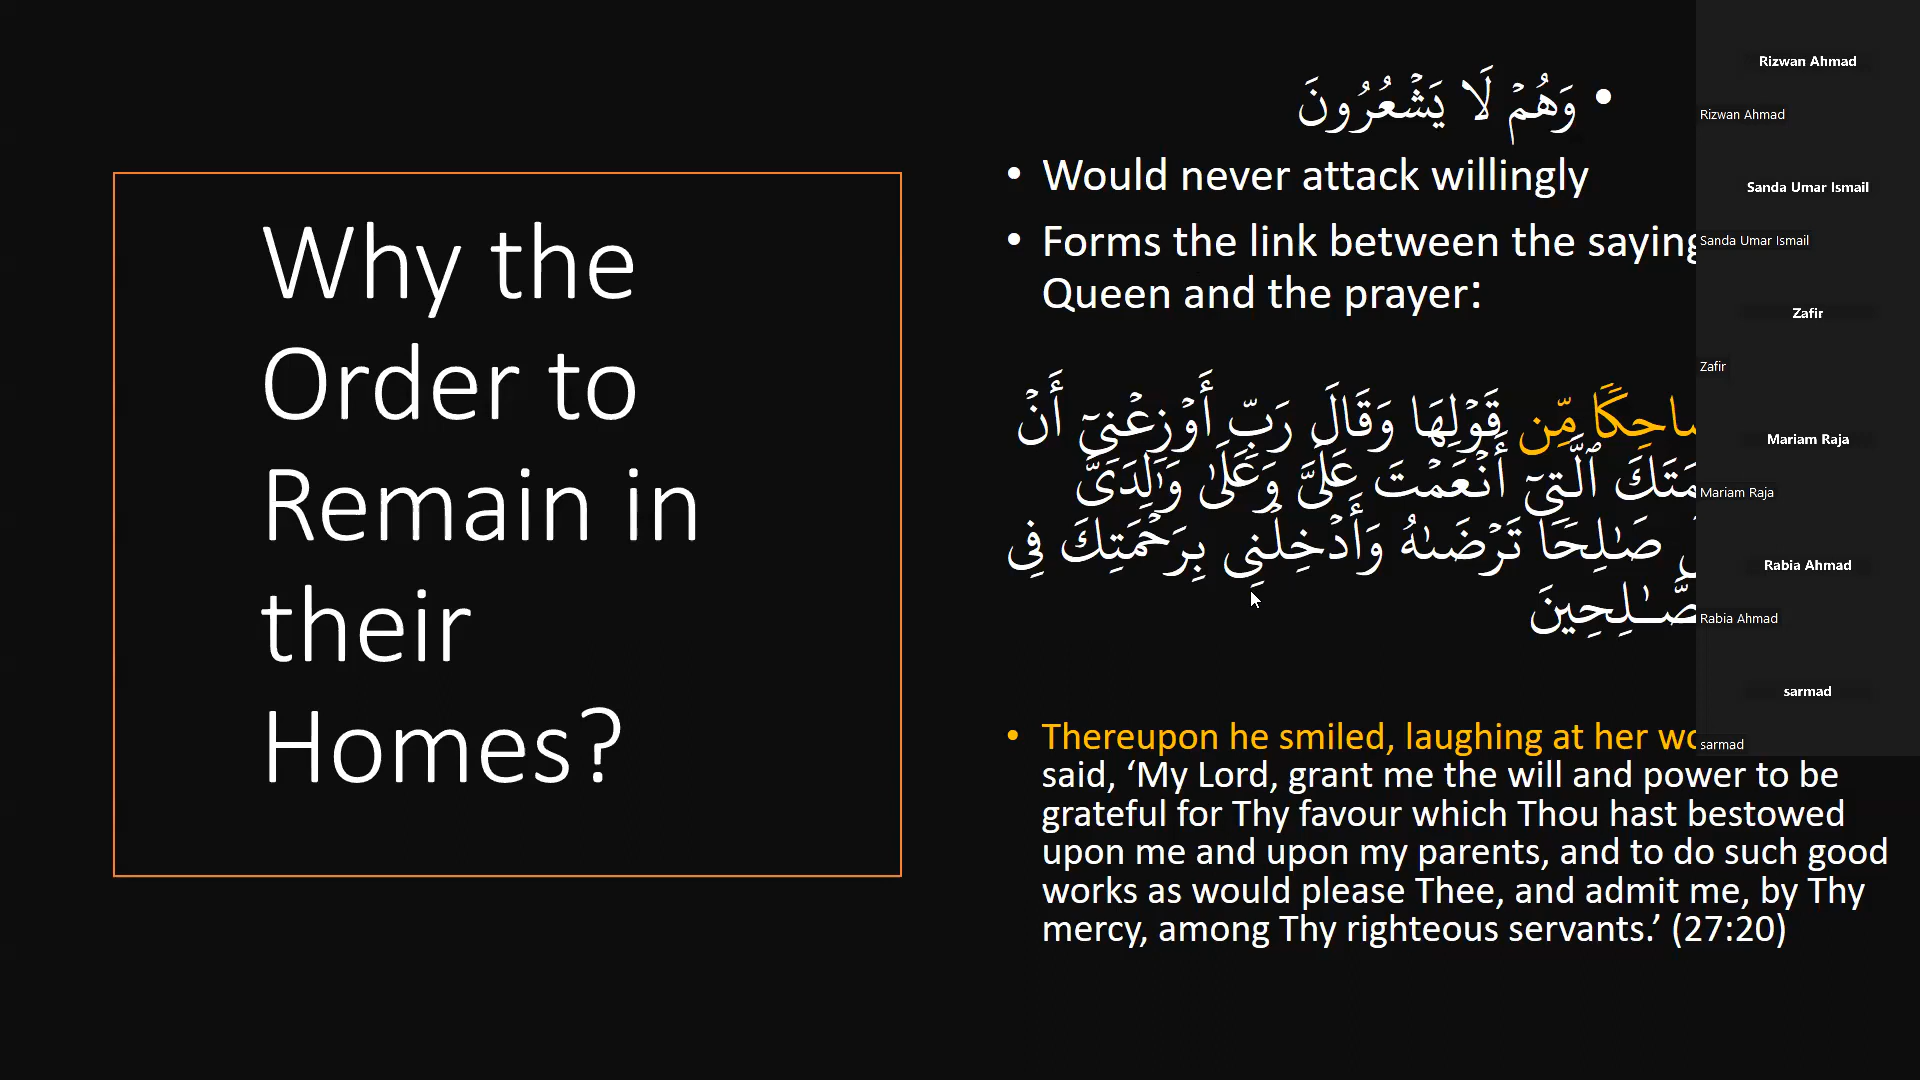 Why the
Order to
Remain in
their
Homes?
• وَهُمۡ لَا يَشۡعُرُونَ
• Would never attack willingly
• Forms the link between the saying
Queen and the prayer:
مِّن قَوۡلِهَا وَقَالَ رَبِّ أَوۡزِعۡنِىٓ أَنۡ
ٱلَّتِىٓ أَنۡعَمۡتَ عَلَىَّ وَعَلَىٰ وَٰلِدَىَّ
صَـٰلِحًا تَرۡضَىٰهُ وَأَدۡخِلۡنِى بِرَحۡمَتِكَ فِى
• Thereupon he smiled, laughing at her
said, ‘My Lord, grant me the will and power to be
grateful for Thy favour which Thou hast bestowed
upon me and upon my parents, and to do such good
works as would please Thee, and admit me, by Thy
mercy, among Thy righteous servants.’ (27:20)
Rizwan Ahmad
Rizwan Ahmad
Sanda Umar Ismail
Sanda Umar Ismail
Zafir
Zafir
Mariam Raja
Mariam Raja
Rabia Ahmad
Rabia Ahmad
sarmad
sarmad